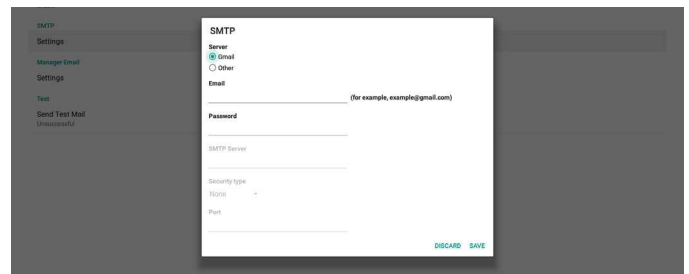 SMTP
Settings
Manager Email
Settings
Test
Send Test Mail
Unsuccessful
SMTP
Server
Gmail
Other
Email
(for example, example@gmail.com)
Password
SMTP Server
Security type
None
Port
DISCARD SAVE